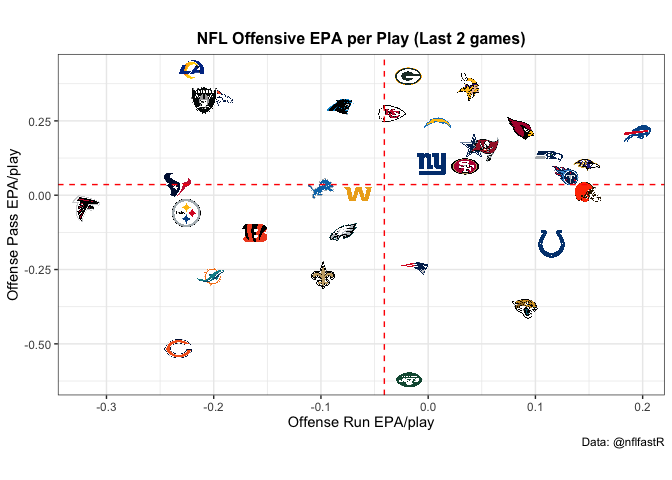 NFL Offensive EPA per Play (Last 2 games)
Offense Pass EPA/play
0.25
0.00
-0.25
-0.50
LA
ny
W
-0.3
-0.2
-0.1
0.0
0.1
0.2
Offense Run EPA/play
Data: @nflfastR